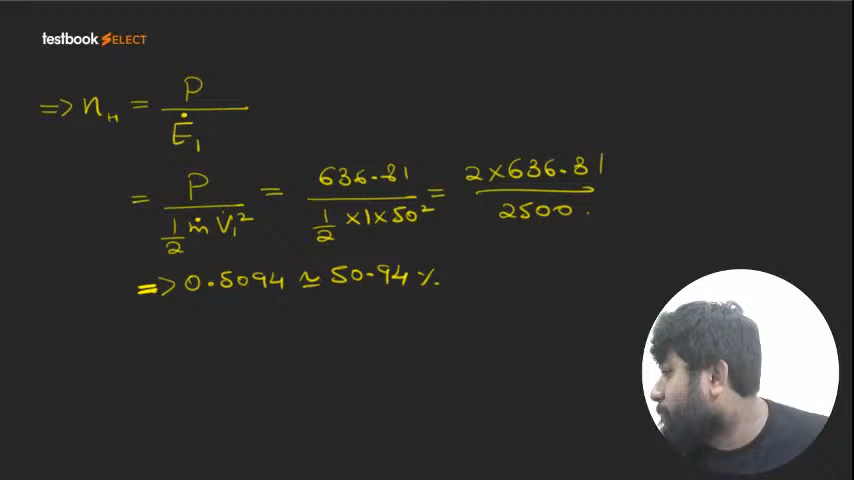 testbook SELECT
=> η_H = P / Ė₁
= P / (1/2 ṁ V₁²) = 636.81 / (1/2 × 1 × 50²) = 2 × 636.81 / 2500.
=> 0.5094 ≃ 50.94 %.